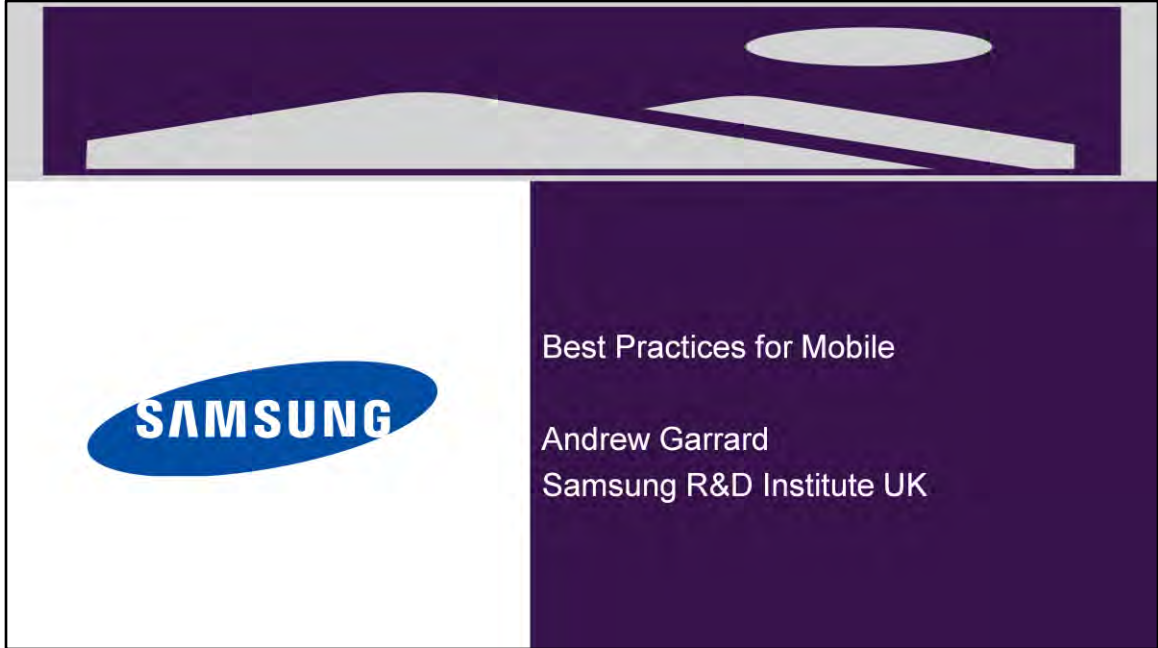 SAMSUNG
Best Practices for Mobile
Andrew Garrard
Samsung R&D Institute UK